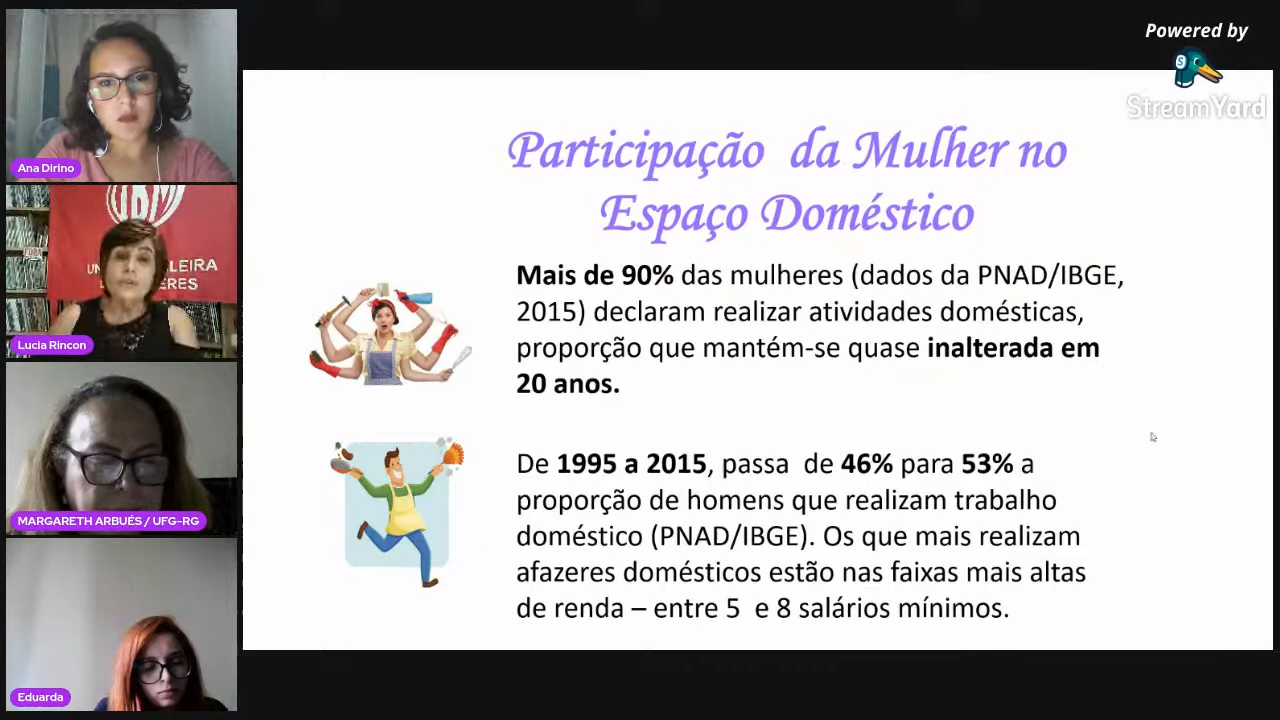 Powered by
StreamYard
Ana Dirino
UBM
LEIRA
ERES
Lucia Rincon
MARGARETH ARBUÉS / UFG-RG
Eduarda
Participação da Mulher no
Espaço Doméstico
Mais de 90% das mulheres (dados da PNAD/IBGE,
2015) declaram realizar atividades domésticas,
proporção que mantém-se quase inalterada em
20 anos.
De 1995 a 2015, passa de 46% para 53% a
proporção de homens que realizam trabalho
doméstico (PNAD/IBGE). Os que mais realizam
afazeres domésticos estão nas faixas mais altas
de renda – entre 5 e 8 salários mínimos.